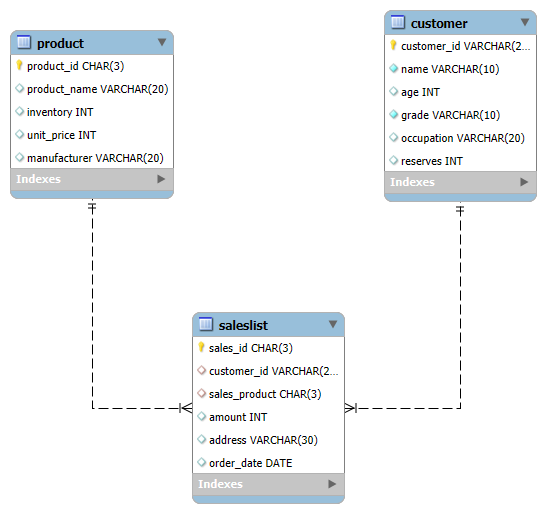 product
product_id CHAR(3)
product_name VARCHAR(20)
inventory INT
unit_price INT
manufacturer VARCHAR(20)
Indexes
customer
customer_id VARCHAR(2...
name VARCHAR(10)
age INT
grade VARCHAR(10)
occupation VARCHAR(20)
reserves INT
Indexes
saleslist
sales_id CHAR(3)
customer_id VARCHAR(2...
sales_product CHAR(3)
amount INT
address VARCHAR(30)
order_date DATE
Indexes